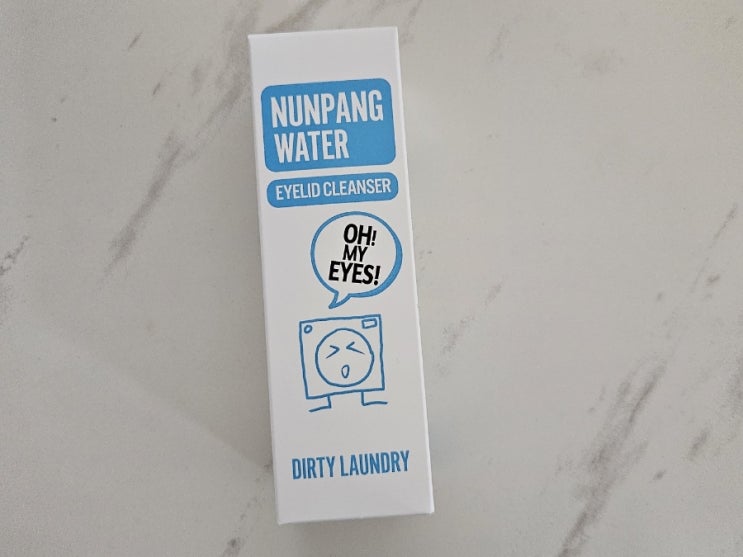 NUNPANG
WATER
EYELID CLEANSER
OH!
MY
EYES!
DIRTY LAUNDRY